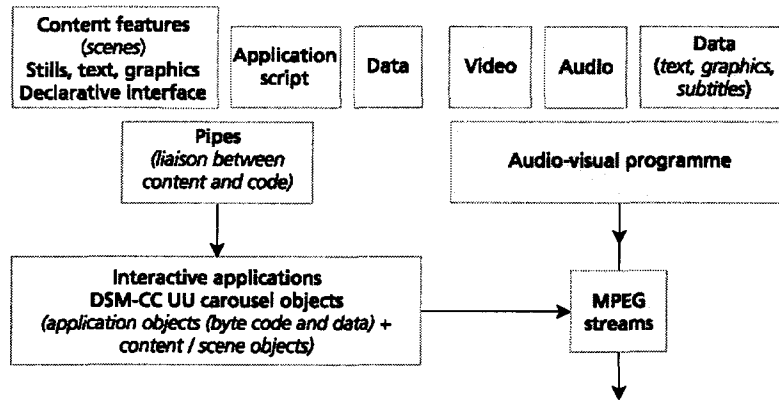 Content features
(scenes)
Stills, text, graphics
Declarative interface
Application
script
Data
Video
Audio
Data
(text, graphics,
subtitles)
Pipes
(liaison between
content and code)
Audio-visual programme
Interactive applications
DSM-CC UU carousel objects
(application objects (byte code and data) +
content / scene objects)
MPEG
streams